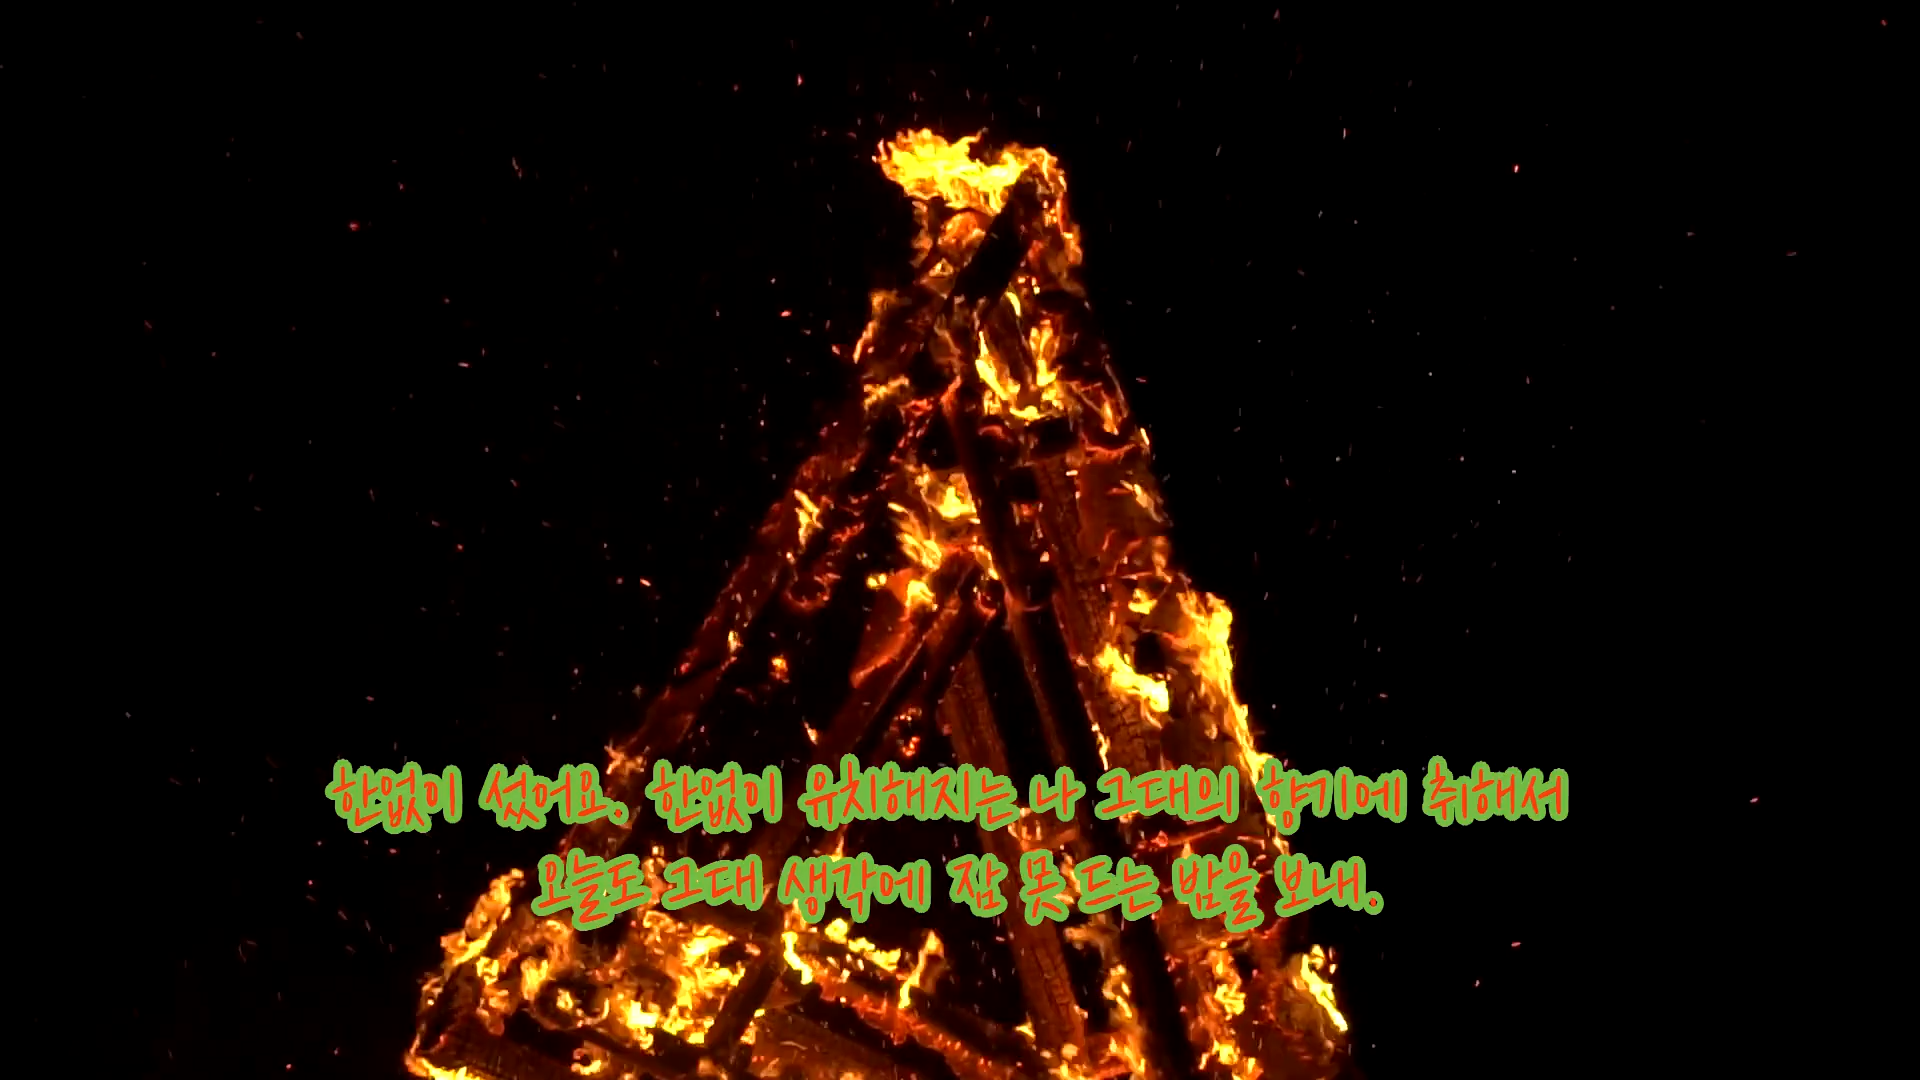 한없이 섰어요. 한없이 유치해지는 나 그대의 향기에 취해서
오늘도 그대 생각에 잠 못 드는 밤을 보내.